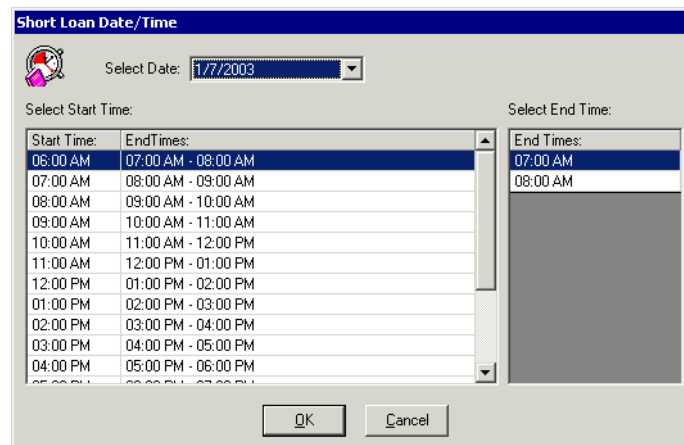 Short Loan Date/Time
Select Date: 1/7/2003
Select Start Time: Select End Time:
Start Time: EndTimes: End Times:
06:00 AM 07:00 AM - 08:00 AM 07:00 AM
07:00 AM 08:00 AM - 09:00 AM 08:00 AM
08:00 AM 09:00 AM - 10:00 AM
09:00 AM 10:00 AM - 11:00 AM
10:00 AM 11:00 AM - 12:00 PM
11:00 AM 12:00 PM - 01:00 PM
12:00 PM 01:00 PM - 02:00 PM
01:00 PM 02:00 PM - 03:00 PM
02:00 PM 03:00 PM - 04:00 PM
03:00 PM 04:00 PM - 05:00 PM
04:00 PM 05:00 PM - 06:00 PM
OK Cancel